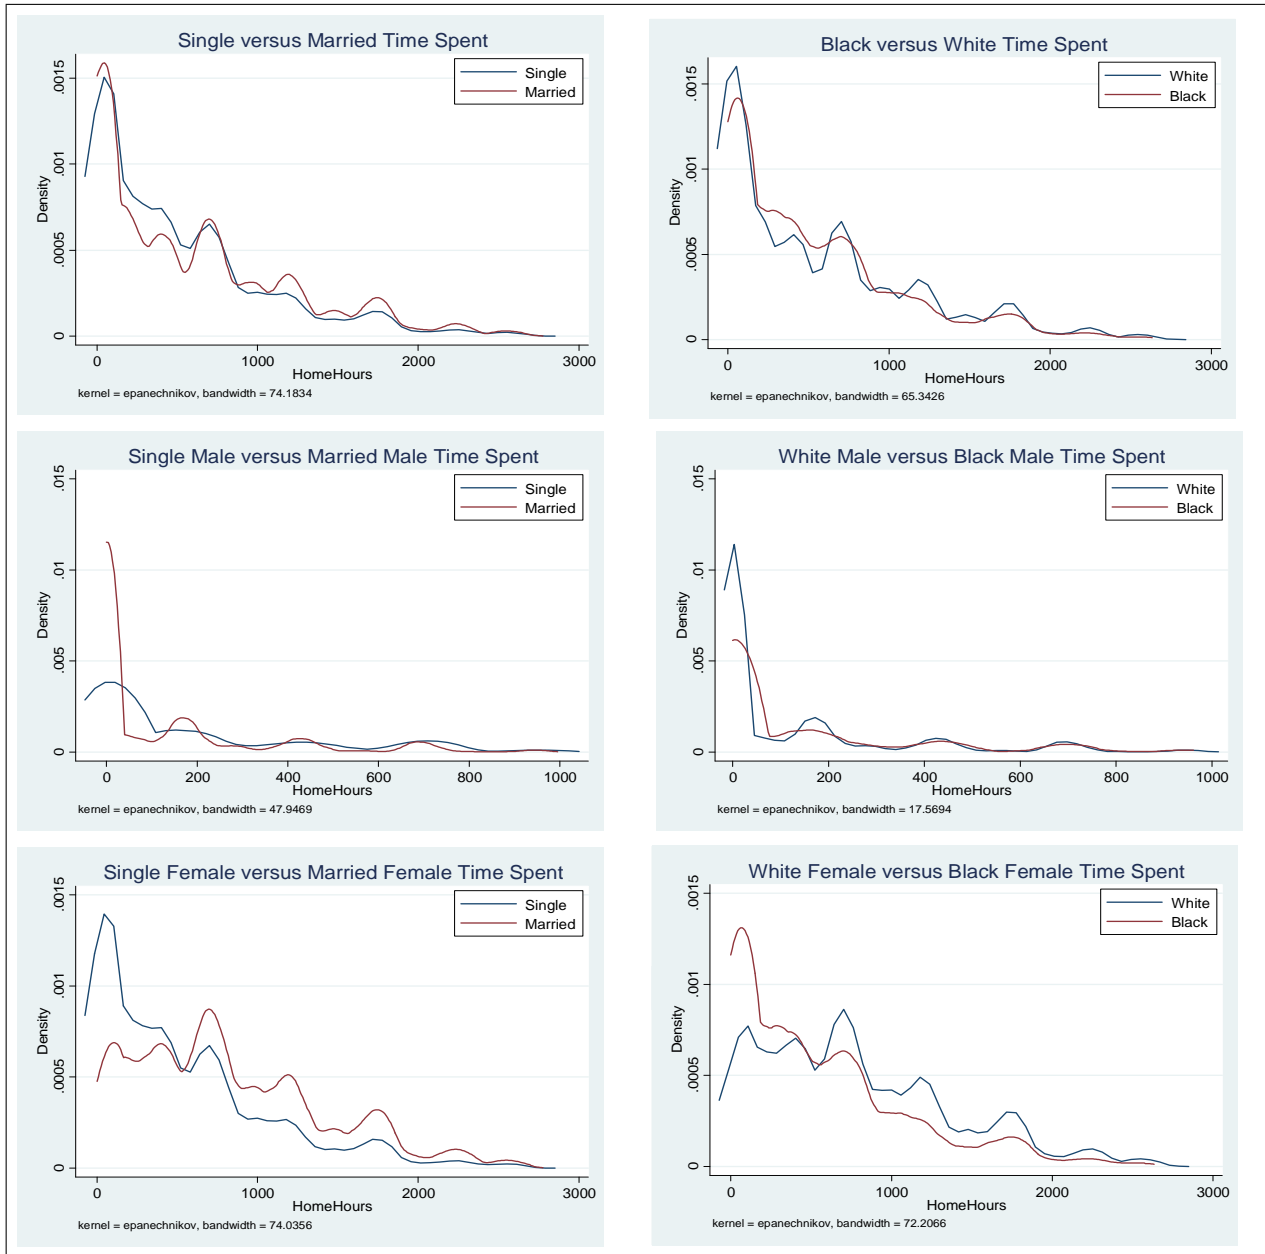 Single versus Married Time Spent
Single
Married
Density
0 .0005 .001 .0015
0 1000 2000 3000
HomeHours
kernel = epanechnikov, bandwidth = 74.1834
Black versus White Time Spent
White
Black
Density
0 .0005 .001 .0015
0 1000 2000 3000
HomeHours
kernel = epanechnikov, bandwidth = 65.3426
Single Male versus Married Male Time Spent
Single
Married
Density
0 .005 .01 .015
0 200 400 600 800 1000
HomeHours
kernel = epanechnikov, bandwidth = 47.9469
White Male versus Black Male Time Spent
White
Black
Density
0 .005 .01 .015
0 200 400 600 800 1000
HomeHours
kernel = epanechnikov, bandwidth = 17.5694
Single Female versus Married Female Time Spent
Single
Married
Density
0 .0005 .001 .0015
0 1000 2000 3000
HomeHours
kernel = epanechnikov, bandwidth = 74.0356
White Female versus Black Female Time Spent
White
Black
Density
0 .0005 .001 .0015
0 1000 2000 3000
HomeHours
kernel = epanechnikov, bandwidth = 72.2066